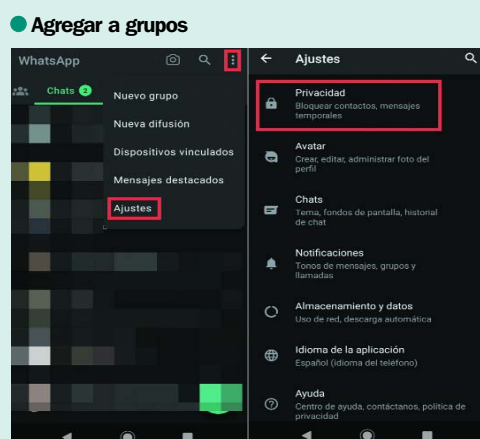 Agregar a grupos
WhatsApp
Chats 2
Nuevo grupo
Nueva difusión
Dispositivos vinculados
Mensajes destacados
Ajustes
Ajustes
Privacidad
Bloquear contactos, mensajes
temporales
Avatar
Crear, editar, administrar foto del
perfil
Chats
Tema, fondos de pantalla, historial
de chat
Notificaciones
Tonos de mensajes, grupos y
llamadas
Almacenamiento y datos
Uso de red, descarga automática
Idioma de la aplicación
Español (idioma del teléfono)
Ayuda
Centro de ayuda, contáctanos, política de
privacidad